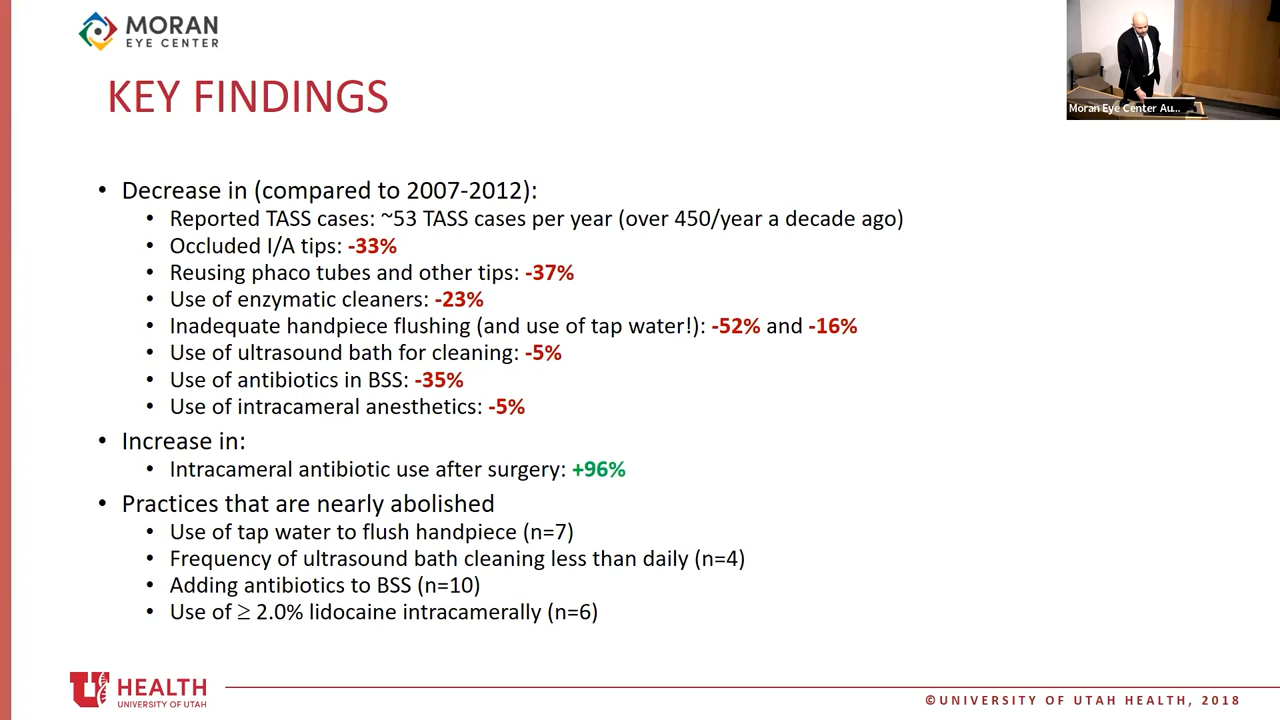 MORAN
EYE CENTER
Moran Eye Center Au...
KEY FINDINGS
• Decrease in (compared to 2007-2012):
• Reported TASS cases: ~53 TASS cases per year (over 450/year a decade ago)
• Occluded I/A tips: -33%
• Reusing phaco tubes and other tips: -37%
• Use of enzymatic cleaners: -23%
• Inadequate handpiece flushing (and use of tap water!): -52% and -16%
• Use of ultrasound bath for cleaning: -5%
• Use of antibiotics in BSS: -35%
• Use of intracameral anesthetics: -5%
• Increase in:
• Intracameral antibiotic use after surgery: +96%
• Practices that are nearly abolished
• Use of tap water to flush handpiece (n=7)
• Frequency of ultrasound bath cleaning less than daily (n=4)
• Adding antibiotics to BSS (n=10)
• Use of ≥ 2.0% lidocaine intracamerally (n=6)
U HEALTH
UNIVERSITY OF UTAH
©UNIVERSITY OF UTAH HEALTH, 2018